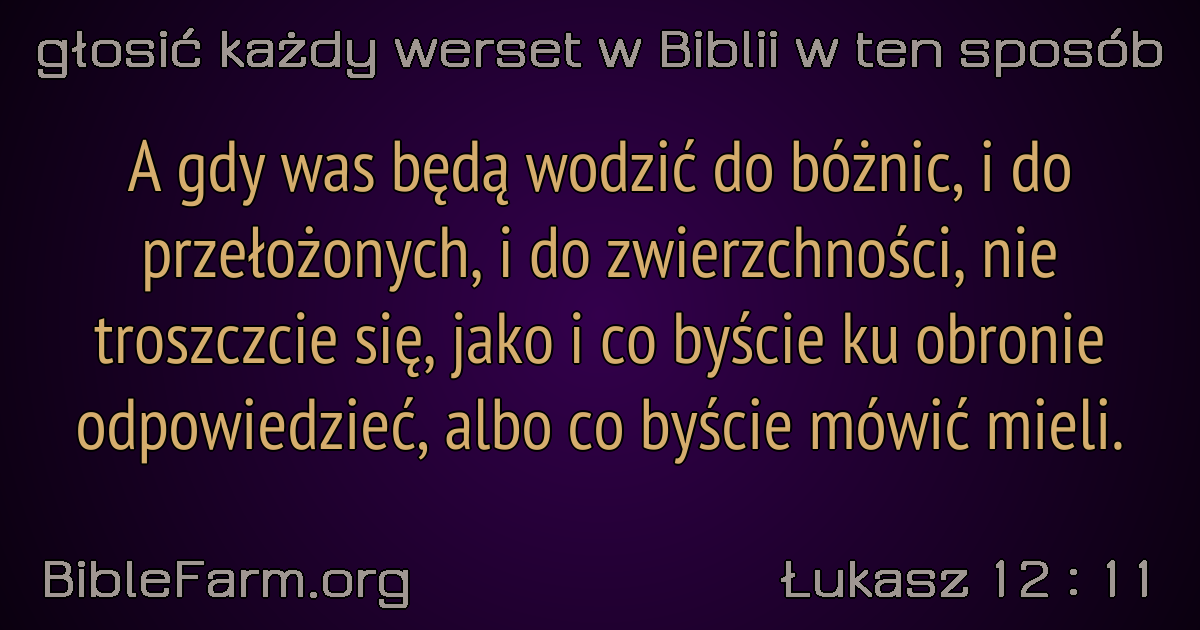 głosić każdy werset w Biblii w ten sposób
A gdy was będą wodzić do bóżnic, i do
przełożonych, i do zwierzchności, nie
troszczcie się, jako i co byście ku obronie
odpowiedzieć, albo co byście mówić mieli.
BibleFarm.org
Łukasz 12 : 11